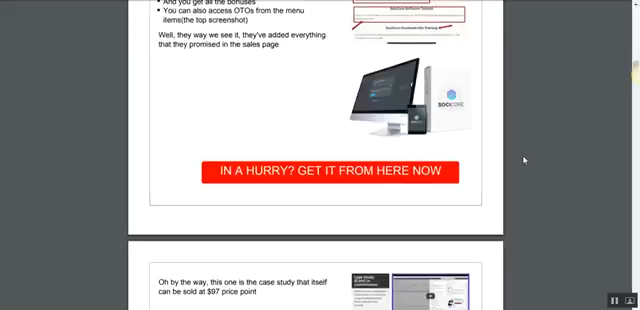 And you get all the bonuses
You can also access OTOs from the menu
items(the top screenshot)
Well, they way we see it, they've added everything
that they promised in the sales page
SOCICORE
IN A HURRY? GET IT FROM HERE NOW
Oh by the way, this one is the case study that itself
can be sold at $97 price point